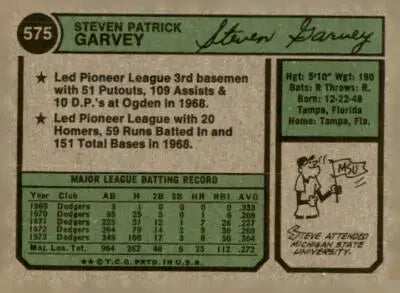 575
STEVEN PATRICK
GARVEY
Steven Garvey
★ Led Pioneer League 3rd basemen
with 51 Putouts, 109 Assists &
10 D.P.'s at Ogden in 1968.
★ Led Pioneer League with 20
Homers, 59 Runs Batted In and
151 Total Bases in 1968.
Hgt: 5'10" Wgt: 190
Bats: R Throws: R.
Born: 12-22-48
Tampa, Florida
Home: Tampa, Fla.
MAJOR LEAGUE BATTING RECORD
Year Club AB H 2B 3B HR RBI AVG
1969 Dodgers 3 1 0 0 0 0 .333
1970 Dodgers 93 25 5 0 1 6 .269
1971 Dodgers 225 51 12 1 7 26 .227
1972 Dodgers 294 79 14 2 9 30 .269
1973 Dodgers 349 106 17 3 8 50 .304
Maj. Lea. Tot. 964 262 48 6 25 112 .272
★★ © T.C.G. PRTD. IN U.S.A.
MSU
STEVE ATTENDED
MICHIGAN STATE
UNIVERSITY.